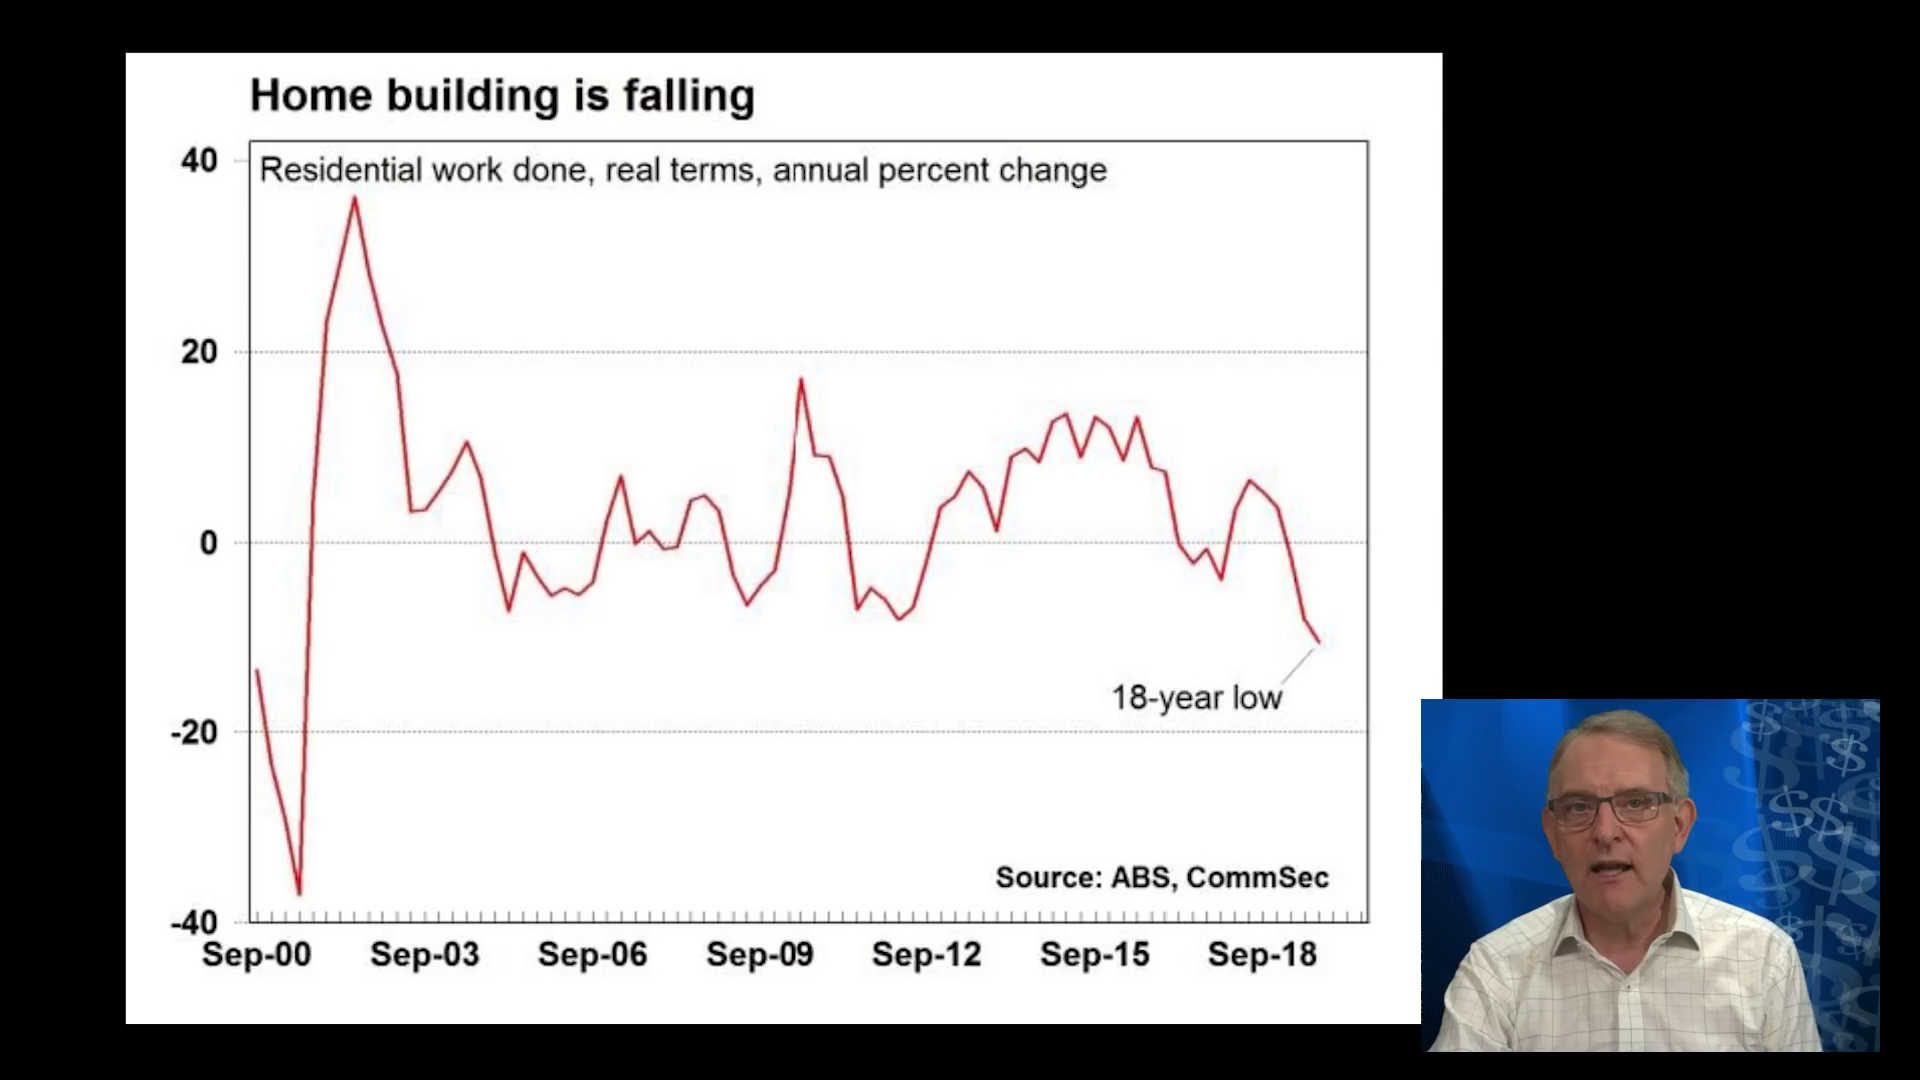 Home building is falling
40
Residential work done, real terms, annual percent change
20
0
18-year low
-20
Source: ABS, CommSec
-40
Sep-00 Sep-03 Sep-06 Sep-09 Sep-12 Sep-15 Sep-18